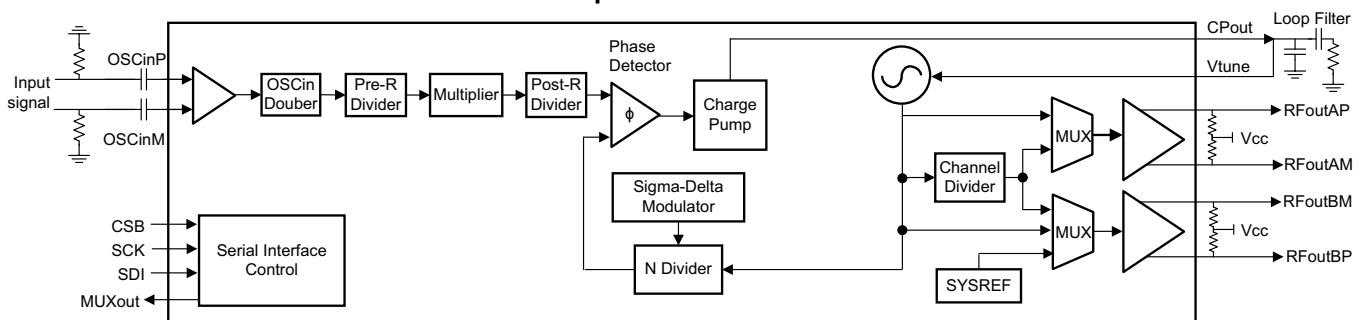 OSCinP
Input
signal
OSCinM
OSCin
Douber
Pre-R
Divider
Multiplier
Post-R
Divider
Phase
Detector
ϕ
Charge
Pump
CPout
Loop Filter
Vtune
MUX
RFoutAP
Vcc
RFoutAM
Channel
Divider
Sigma-Delta
Modulator
N Divider
MUX
SYSREF
RFoutBM
Vcc
RFoutBP
CSB
SCK
SDI
MUXout
Serial Interface
Control